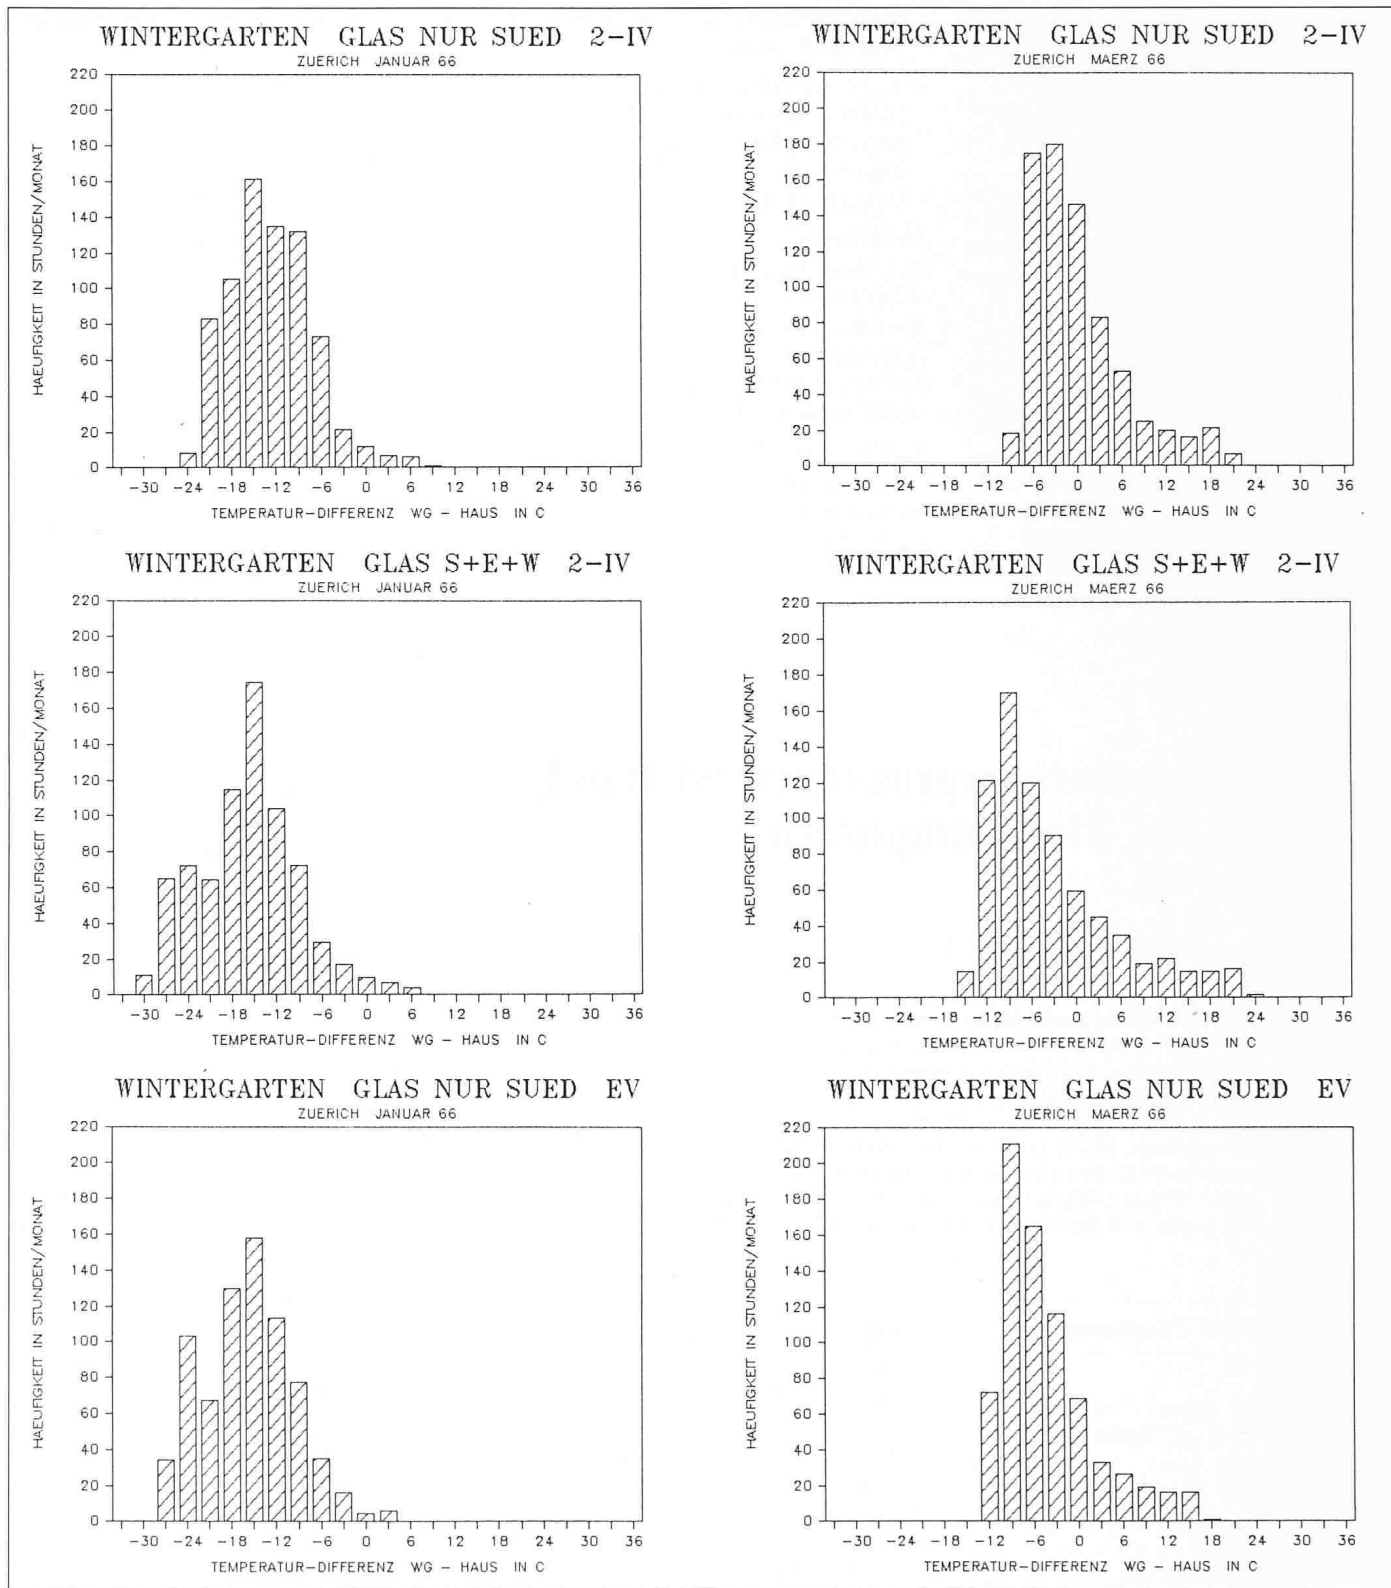 WINTERGARTEN GLAS NUR SUED 2-IV
ZUERICH JANUAR 66
HAEUFIGKEIT IN STUNDEN/MONAT
220
200
180
160
140
120
100
80
60
40
20
0
-30 -24 -18 -12 -6 0 6 12 18 24 30 36
TEMPERATUR-DIFFERENZ WG - HAUS IN C
WINTERGARTEN GLAS NUR SUED 2-IV
ZUERICH MAERZ 66
HAEUFIGKEIT IN STUNDEN/MONAT
220
200
180
160
140
120
100
80
60
40
20
0
-30 -24 -18 -12 -6 0 6 12 18 24 30 36
TEMPERATUR-DIFFERENZ WG - HAUS IN C
WINTERGARTEN GLAS S+E+W 2-IV
ZUERICH JANUAR 66
HAEUFIGKEIT IN STUNDEN/MONAT
220
200
180
160
140
120
100
80
60
40
20
0
-30 -24 -18 -12 -6 0 6 12 18 24 30 36
TEMPERATUR-DIFFERENZ WG - HAUS IN C
WINTERGARTEN GLAS S+E+W 2-IV
ZUERICH MAERZ 66
HAEUFIGKEIT IN STUNDEN/MONAT
220
200
180
160
140
120
100
80
60
40
20
0
-30 -24 -18 -12 -6 0 6 12 18 24 30 36
TEMPERATUR-DIFFERENZ WG - HAUS IN C
WINTERGARTEN GLAS NUR SUED EV
ZUERICH JANUAR 66
HAEUFIGKEIT IN STUNDEN/MONAT
220
200
180
160
140
120
100
80
60
40
20
0
-30 -24 -18 -12 -6 0 6 12 18 24 30 36
TEMPERATUR-DIFFERENZ WG - HAUS IN C
WINTERGARTEN GLAS NUR SUED EV
ZUERICH MAERZ 66
HAEUFIGKEIT IN STUNDEN/MONAT
220
200
180
160
140
120
100
80
60
40
20
0
-30 -24 -18 -12 -6 0 6 12 18 24 30 36
TEMPERATUR-DIFFERENZ WG - HAUS IN C